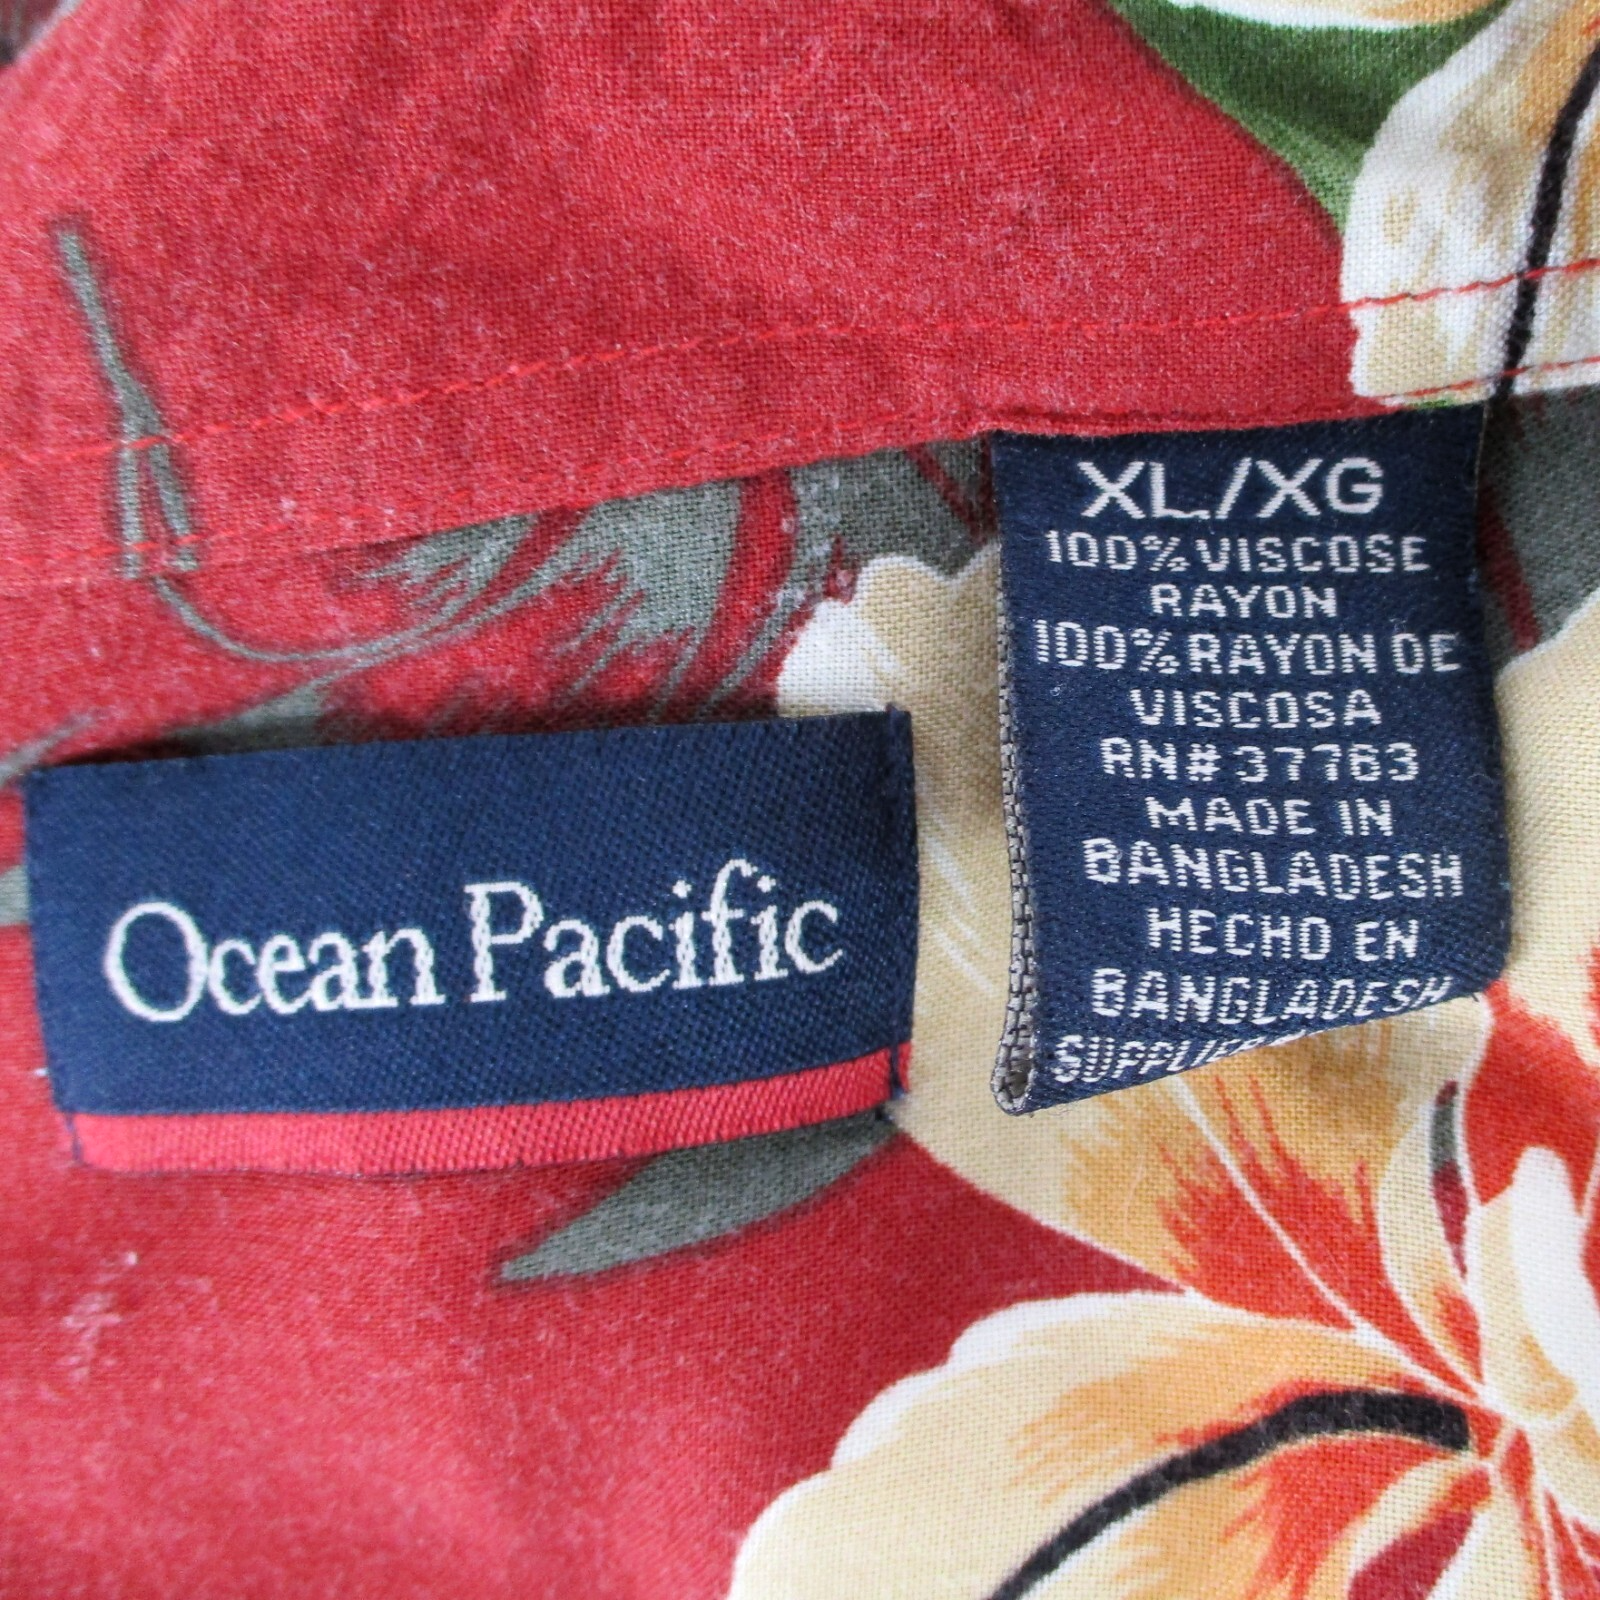 Ocean Pacific
XL/XG
100% VISCOSE
RAYON
100% RAYON DE
VISCOSA
RN# 37763
MADE IN
BANGLADESH
HECHO EN
BANGLADESH